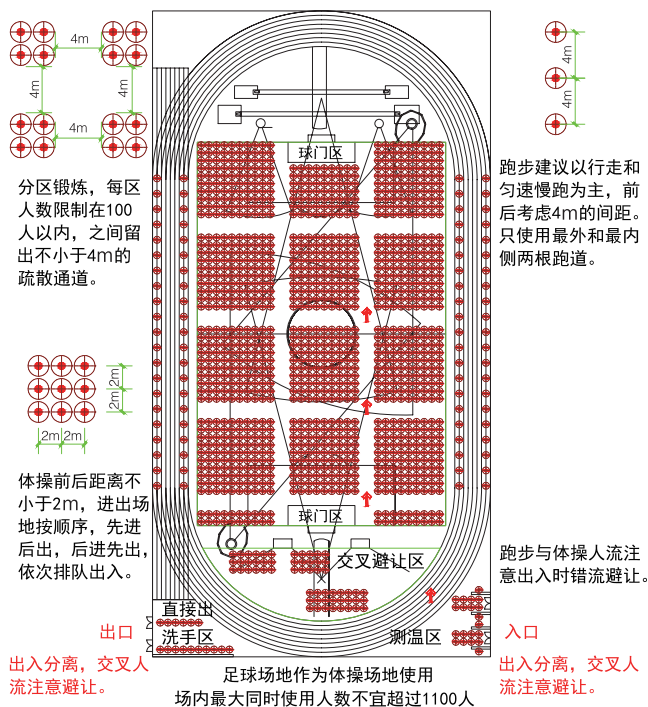 4m
4m
4m
4m
4m
4m
球门区
分区锻炼，每区
人数限制在100
人以内，之间留
出不小于4m的
疏散通道。
跑步建议以行走和
匀速慢跑为主，前
后考虑4m的间距。
只使用最外和最内
侧两根跑道。
2m
2m
2m
2m
体操前后距离不
小于2m，进出场
地按顺序，先进
后出，后进先出，
依次排队出入。
球门区
交叉避让区
跑步与体操人流注
意出入时错流避让。
直接出
出口
洗手区
测温区
入口
出入分离，交叉人
流注意避让。
出入分离，交叉人
流注意避让。
足球场地作为体操场地使用
场内最大同时使用人数不宜超过1100人